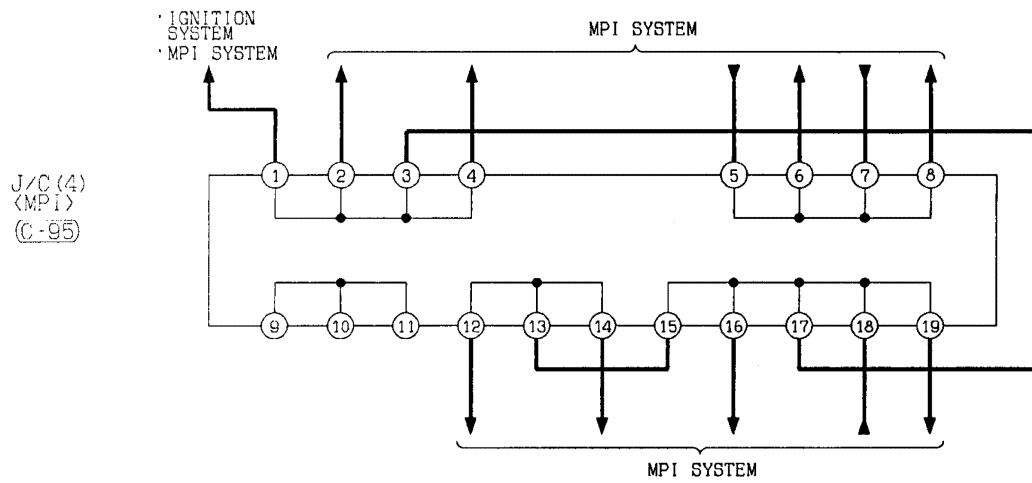 · IGNITION
SYSTEM
· MPI SYSTEM
MPI SYSTEM
J/C (4)
〈MPI〉
C-95
1 2 3 4 5 6 7 8
9 10 11 12 13 14 15 16 17 18 19
MPI SYSTEM